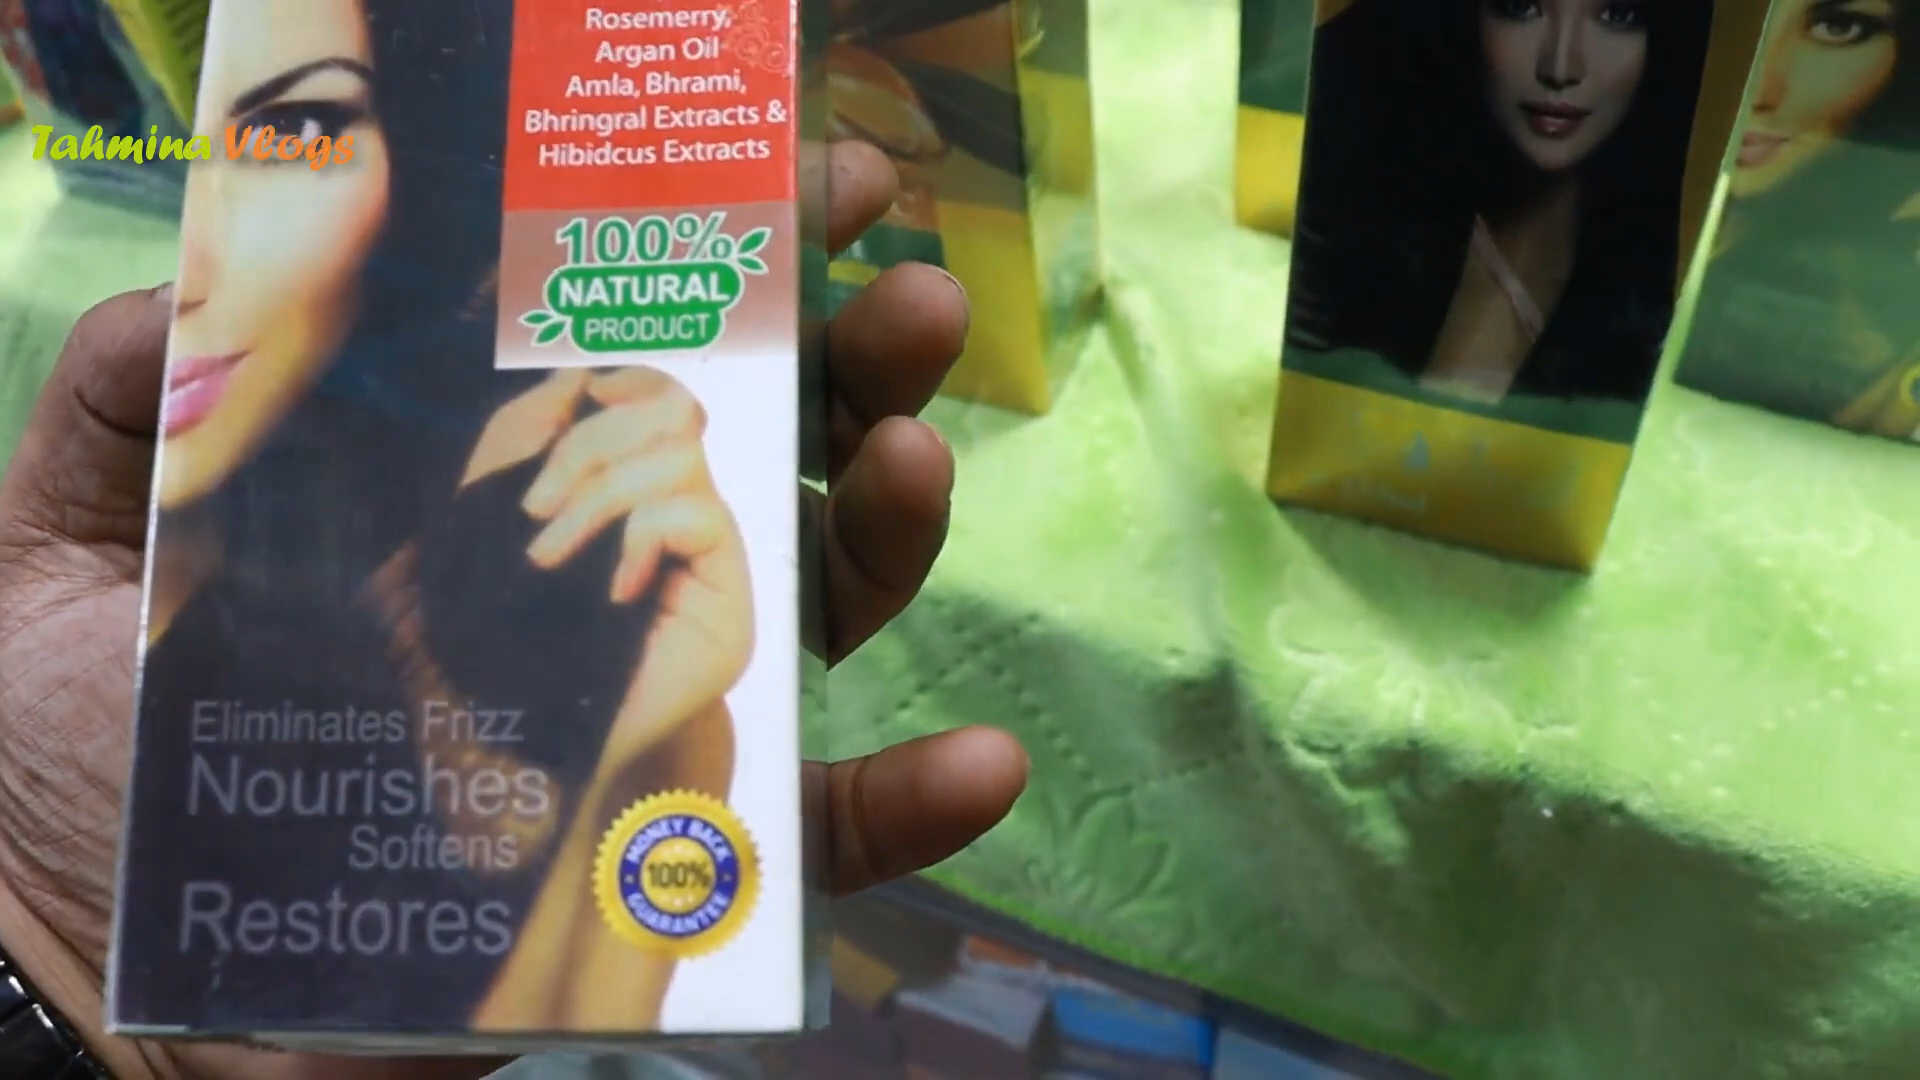 Rosemerry,
Argan Oil
Amla, Bhrami,
Bhringral Extracts &
Hibidcus Extracts
Tahmina Vlogs
100%
NATURAL
PRODUCT
Eliminates Frizz
Nourishes
Softens
Restores
MONEY BACK
100%
GUARANTEE